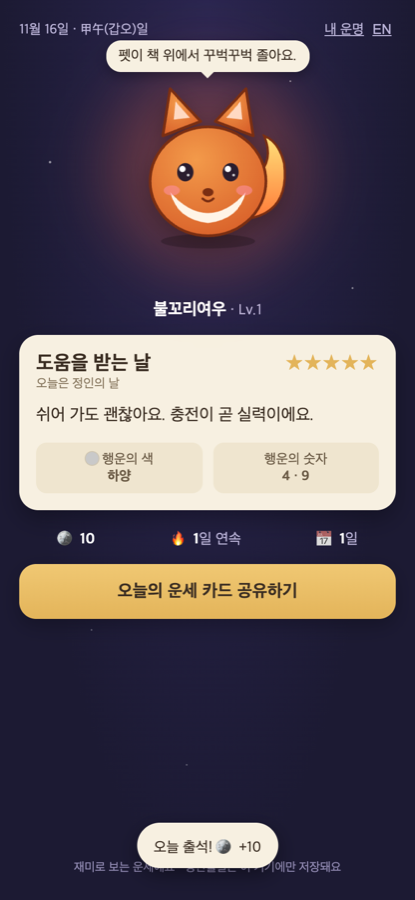 11월 16일 · 甲午(갑오)일
내 운명 EN
펫이 책 위에서 꾸벅꾸벅 졸아요.
불꼬리여우 · Lv.1
도움을 받는 날
오늘은 정인의 날
쉬어 가도 괜찮아요. 충전이 곧 실력이에요.
행운의 색
하양
행운의 숫자
4 · 9
10
1일 연속
1일
오늘의 운세 카드 공유하기
오늘 출석! +10
재미로 보는 운세예요
기기에만 저장돼요